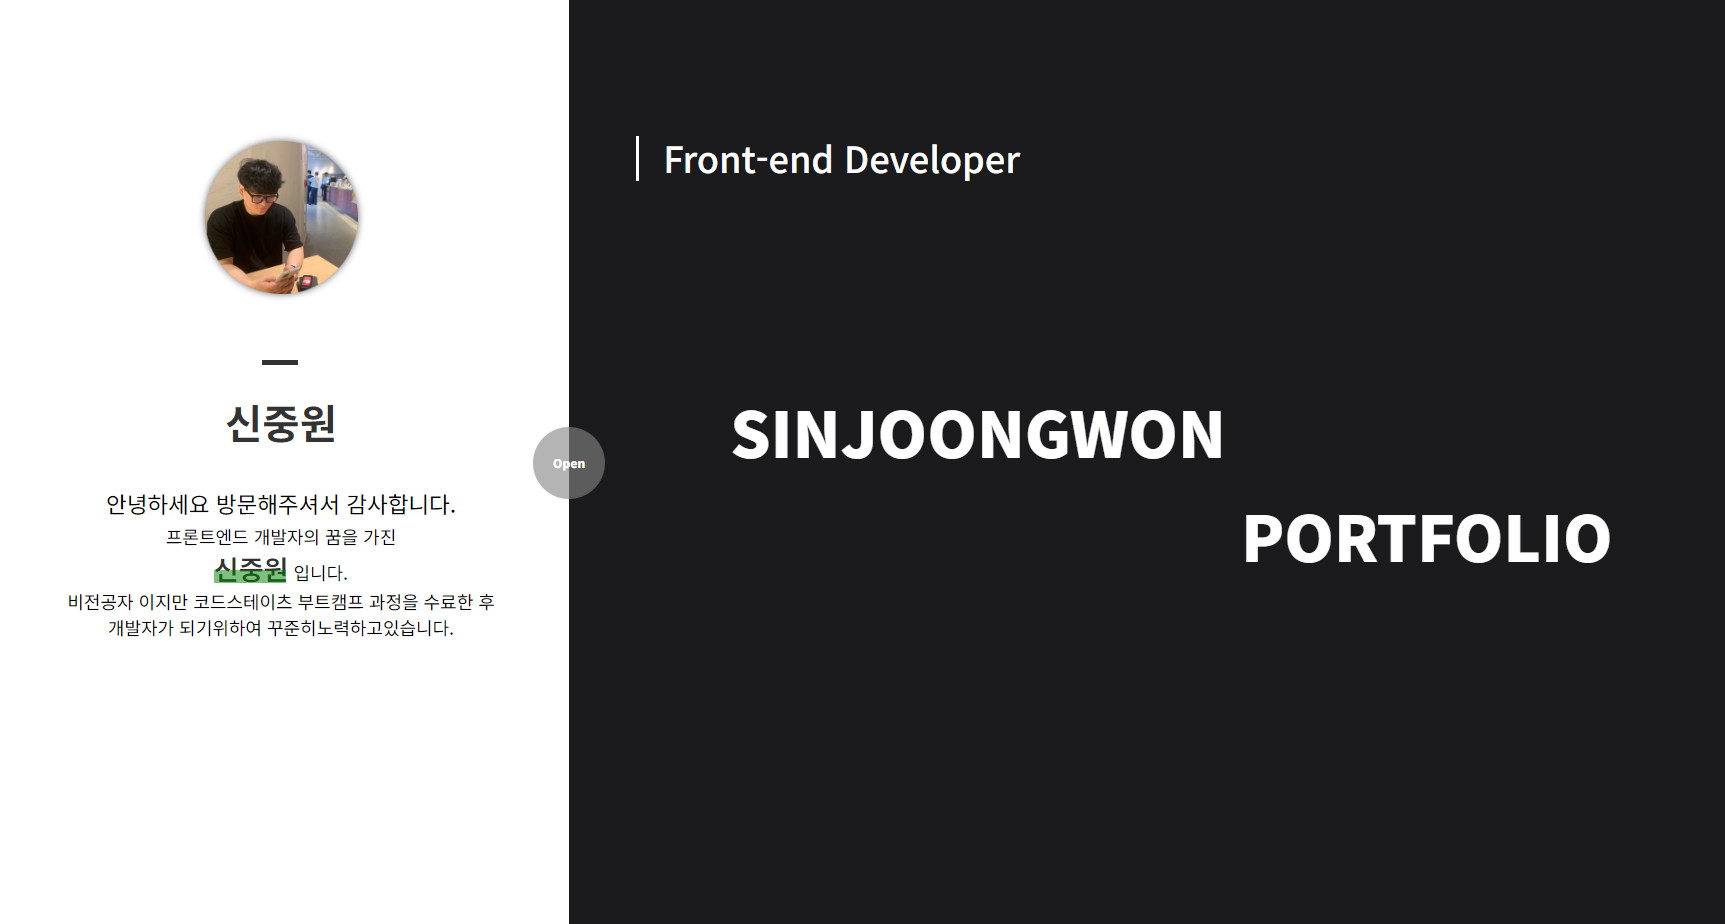 신중원
안녕하세요 방문해주셔서 감사합니다.
프론트엔드 개발자의 꿈을 가진
신중원 입니다.
비전공자 이지만 코드스테이츠 부트캠프 과정을 수료한 후
개발자가 되기위하여 꾸준히노력하고있습니다.
Open
Front-end Developer
SINJOONGWON
PORTFOLIO